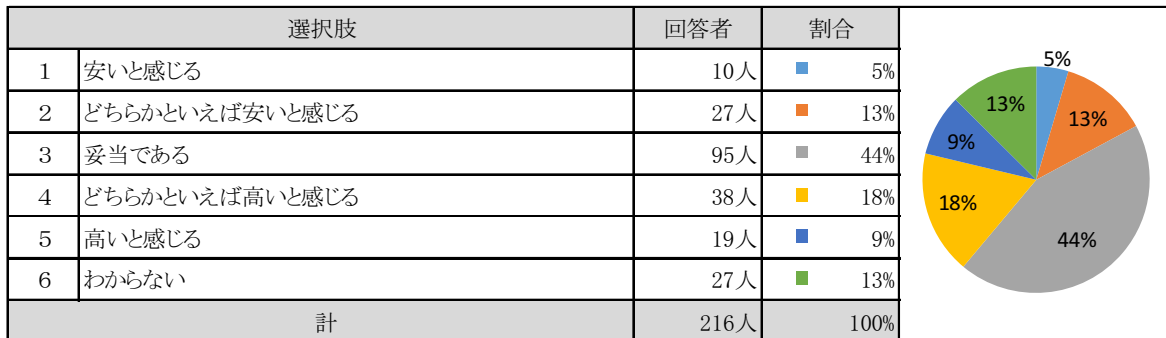 選択肢 回答者 割合
1 安いと感じる 10人 5%
2 どちらかといえば安いと感じる 27人 13%
3 妥当である 95人 44%
4 どちらかといえば高いと感じる 38人 18%
5 高いと感じる 19人 9%
6 わからない 27人 13%
計 216人 100%
5%
13%
13%
9%
18%
44%